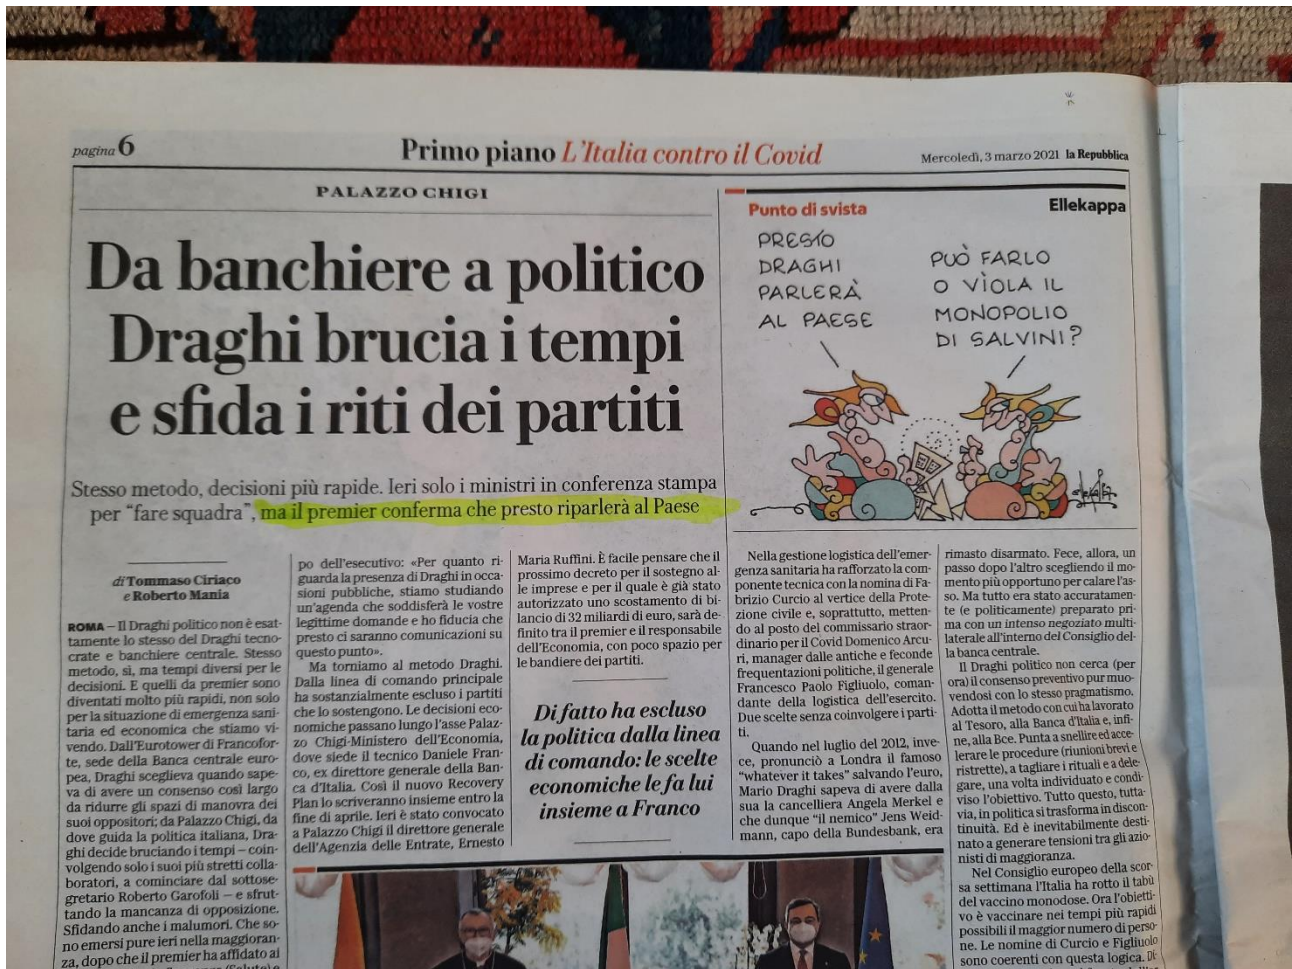 pagina 6
Primo piano L'Italia contro il Covid
Mercoledì, 3 marzo 2021 la Repubblica
PALAZZO CHIGI
Da banchiere a politico
Draghi brucia i tempi
e sfida i riti dei partiti
Stesso metodo, decisioni più rapide. Ieri solo i ministri in conferenza stampa
per "fare squadra", ma il premier conferma che presto riparlerà al Paese
Punto di svista
Ellekappa
PRESTO
DRAGHI
PARLERÀ
AL PAESE
PUÒ FARLO
O VÌOLA IL
MONOPOLIO
DI SALVINI?
di Tommaso Ciriaco
e Roberto Mania
ROMA – Il Draghi politico non è esat-
tamente lo stesso del Draghi tecno-
crate e banchiere centrale. Stesso
metodo, sì, ma tempi diversi per le
decisioni. E quelli da premier sono
diventati molto più rapidi, non solo
per la situazione di emergenza sani-
taria ed economica che stiamo vi-
vendo. Dall'Eurotower di Francofor-
te, sede della Banca centrale euro-
pea, Draghi sceglieva quando sape-
va di avere un consenso così largo
da ridurre gli spazi di manovra dei
suoi oppositori; da Palazzo Chigi, da
dove guida la politica italiana, Dra-
ghi decide bruciando i tempi – coin-
volgendo solo i suoi più stretti colla-
boratori, a cominciare dal sottose-
gretario Roberto Garofoli – e sfrut-
tando la mancanza di opposizione.
Sfidando anche i malumori. Che so-
no emersi pure ieri nella maggioran-
za, dopo che il premier ha affidato ai
po dell'esecutivo: «Per quanto ri-
guarda la presenza di Draghi in occa-
sioni pubbliche, stiamo studiando
un'agenda che soddisferà le vostre
legittime domande e ho fiducia che
presto ci saranno comunicazioni su
questo punto».
Ma torniamo al metodo Draghi.
Dalla linea di comando principale
ha sostanzialmente escluso i partiti
che lo sostengono. Le decisioni eco-
nomiche passano lungo l'asse Palaz-
zo Chigi-Ministero dell'Economia,
dove siede il tecnico Daniele Fran-
co, ex direttore generale della Ban-
ca d'Italia. Così il nuovo Recovery
Plan lo scriveranno insieme entro la
fine di aprile. Ieri è stato convocato
a Palazzo Chigi il direttore generale
dell'Agenzia delle Entrate, Ernesto
Maria Ruffini. È facile pensare che il
prossimo decreto per il sostegno al-
le imprese e per il quale è già stato
autorizzato uno scostamento di bi-
lancio di 32 miliardi di euro, sarà de-
finito tra il premier e il responsabile
dell'Economia, con poco spazio per
le bandiere dei partiti.
Di fatto ha escluso
la politica dalla linea
di comando: le scelte
economiche le fa lui
insieme a Franco
Nella gestione logistica dell'emer-
genza sanitaria ha rafforzato la com-
ponente tecnica con la nomina di Fa-
brizio Curcio al vertice della Prote-
zione civile e, soprattutto, metten-
do al posto del commissario straor-
dinario per il Covid Domenico Arcu-
ri, manager dalle antiche e feconde
frequentazioni politiche, il generale
Francesco Paolo Figliuolo, coman-
dante della logistica dell'esercito.
Due scelte senza coinvolgere i parti-
ti.
Quando nel luglio del 2012, inve-
ce, pronunciò a Londra il famoso
"whatever it takes" salvando l'euro,
Mario Draghi sapeva di avere dalla
sua la cancelliera Angela Merkel e
che dunque "il nemico" Jens Weid-
mann, capo della Bundesbank, era
rimasto disarmato. Fece, allora, un
passo dopo l'altro scegliendo il mo-
mento più opportuno per calare l'as-
so. Ma tutto era stato accuratamen-
te (e politicamente) preparato pri-
ma con un intenso negoziato multi-
laterale all'interno del Consiglio del-
la banca centrale.
Il Draghi politico non cerca (per
ora) il consenso preventivo pur muo-
vendosi con lo stesso pragmatismo.
Adotta il metodo con cui ha lavorato
al Tesoro, alla Banca d'Italia e, infi-
ne, alla Bce. Punta a snellire ed acce-
lerare le procedure (riunioni brevi e
ristrette), a tagliare i rituali e a dele-
gare, una volta individuato e condi-
viso l'obiettivo. Tutto questo, tutta-
via, in politica si trasforma in discon-
tinuità. Ed è inevitabilmente desti-
nato a generare tensioni tra gli azio-
nisti di maggioranza.
Nel Consiglio europeo della scor-
sa settimana l'Italia ha rotto il tabù
del vaccino monodose. Ora l'obietti-
vo è vaccinare nei tempi più rapidi
possibili il maggior numero di perso-
ne. Le nomine di Curcio e Figliuolo
sono coerenti con questa logica. Di